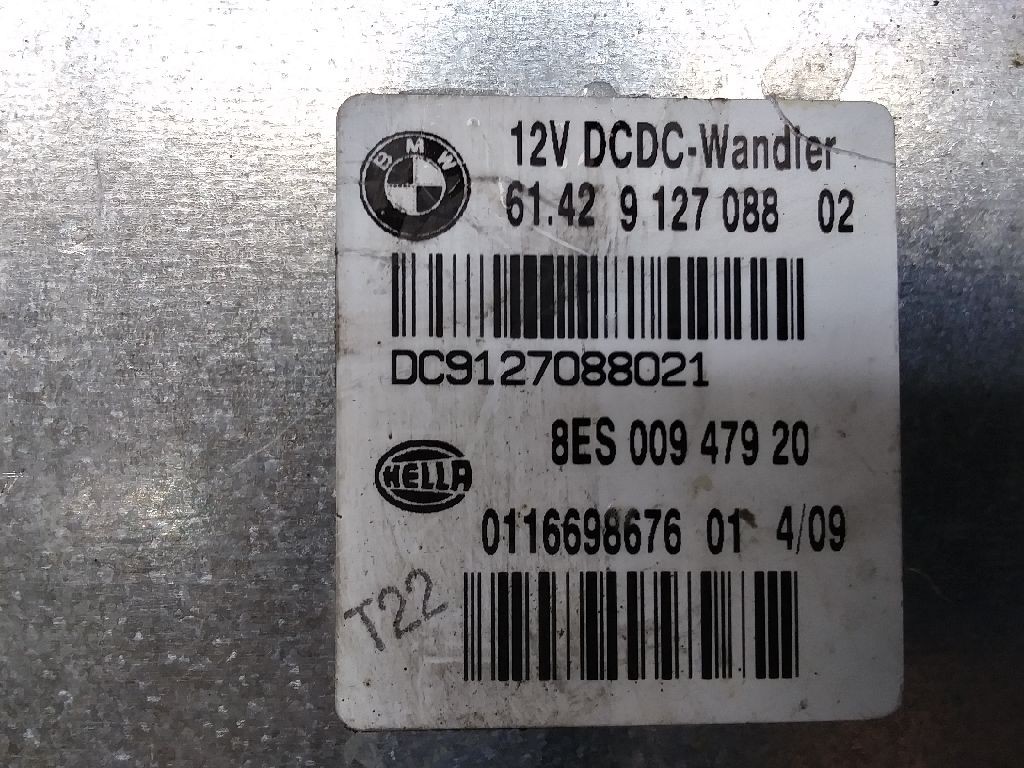 BMW
12V DCDC-Wandler
61.42 9 127 088 02
DC9127088021
8ES 009 479 20
HELLA
0116698676 01 4/09
T22